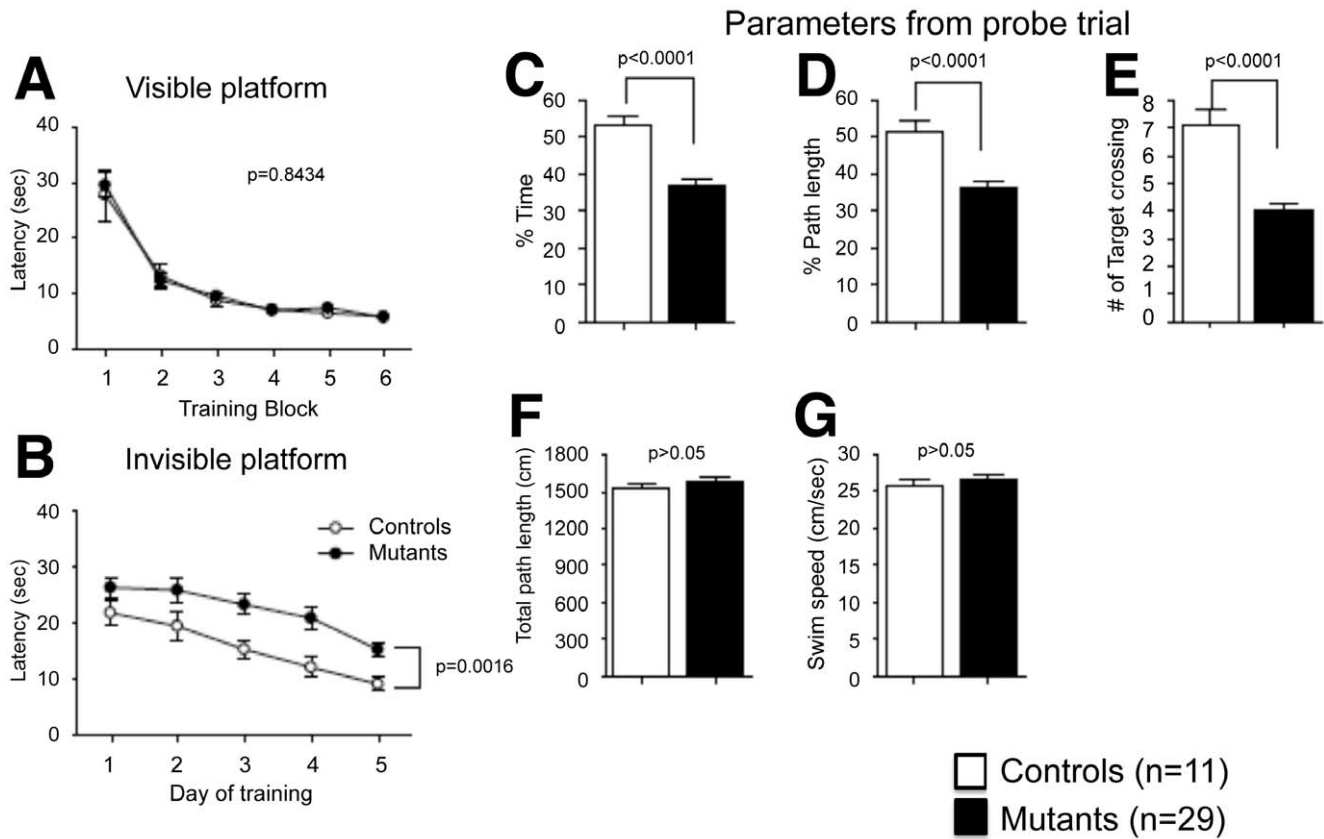 Parameters from probe trial
A
Visible platform
40
30
20
10
0
Latency (sec)
p=0.8434
1 2 3 4 5 6
Training Block
B
Invisible platform
40
30
20
10
0
Latency (sec)
Controls
Mutants
p=0.0016
1 2 3 4 5
Day of training
C
p<0.0001
60
50
40
30
20
10
0
% Time
D
p<0.0001
60
50
40
30
20
10
0
% Path length
E
p<0.0001
8
7
6
5
4
3
2
1
0
# of Target crossing
F
p>0.05
1800
1500
1200
900
600
300
0
Total path length (cm)
G
p>0.05
30
25
20
15
10
5
0
Swim speed (cm/sec)
Controls (n=11)
Mutants (n=29)